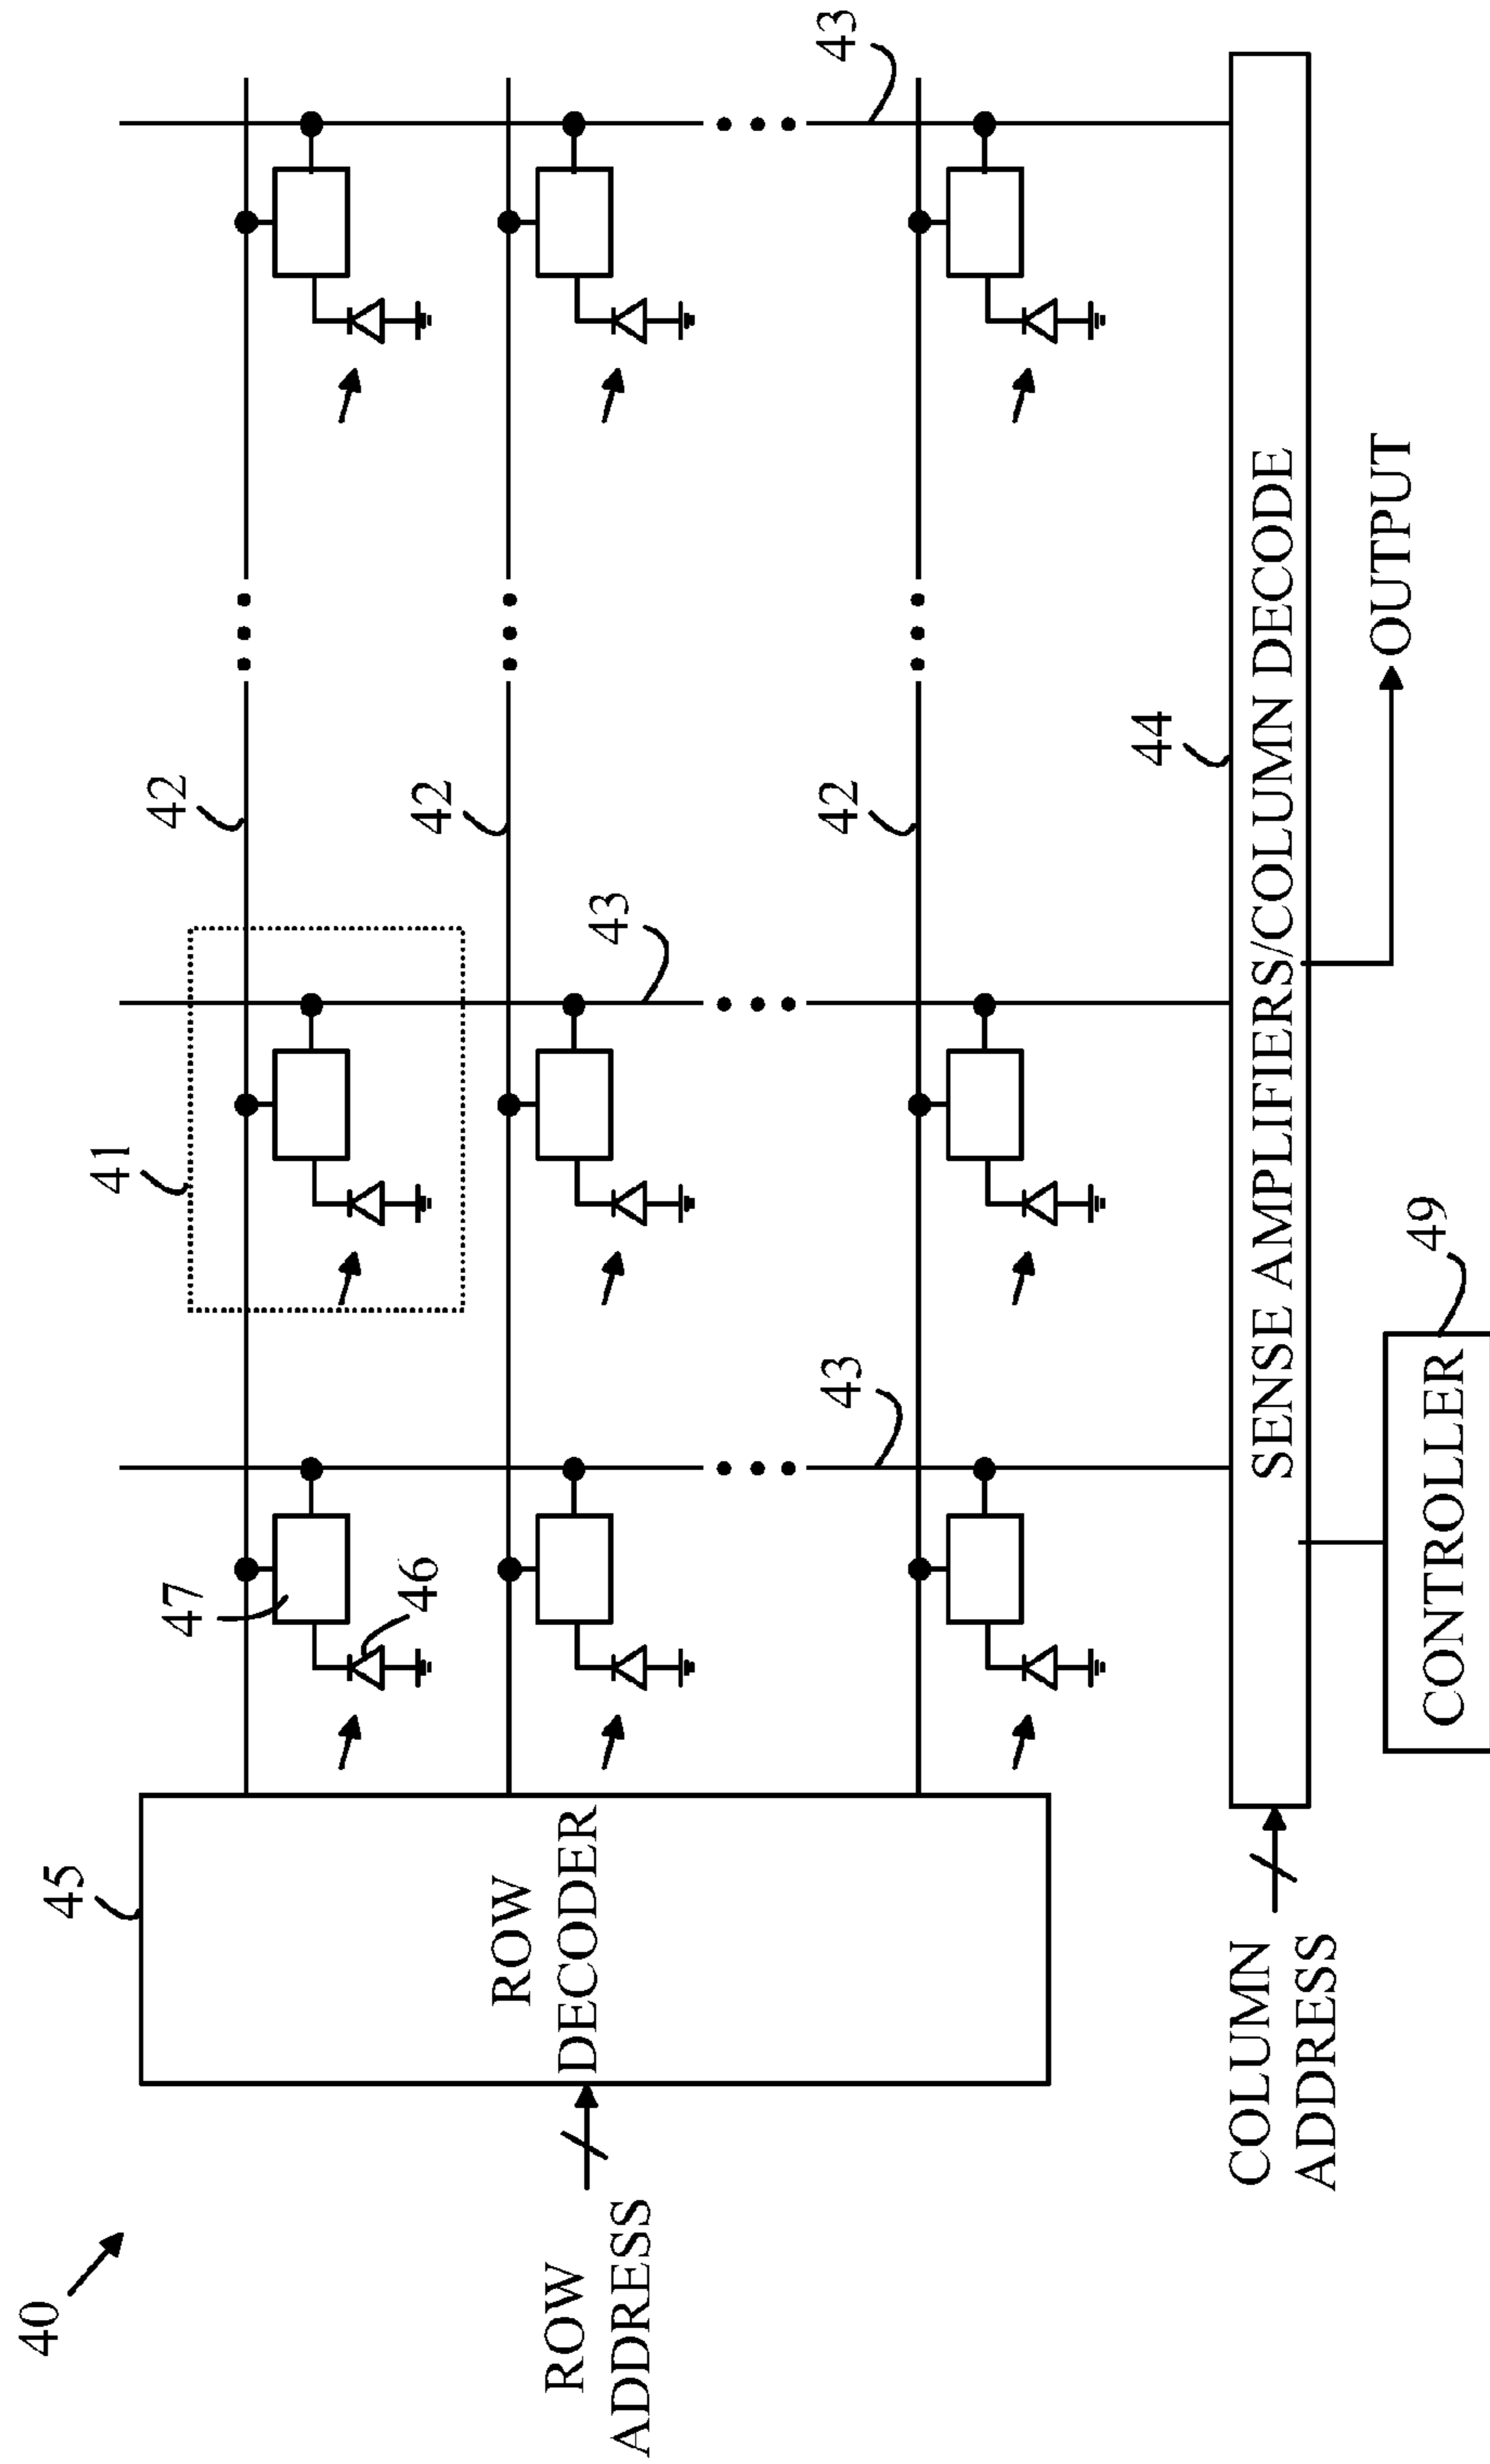 40
41
42
43
42
43
42
43
47
46
45
ROW
DECODER
ROW
ADDRESS
44
SENSE AMPLIFIERS/COLUMN DECODE
COLUMN
ADDRESS
OUTPUT
49
CONTROLLER